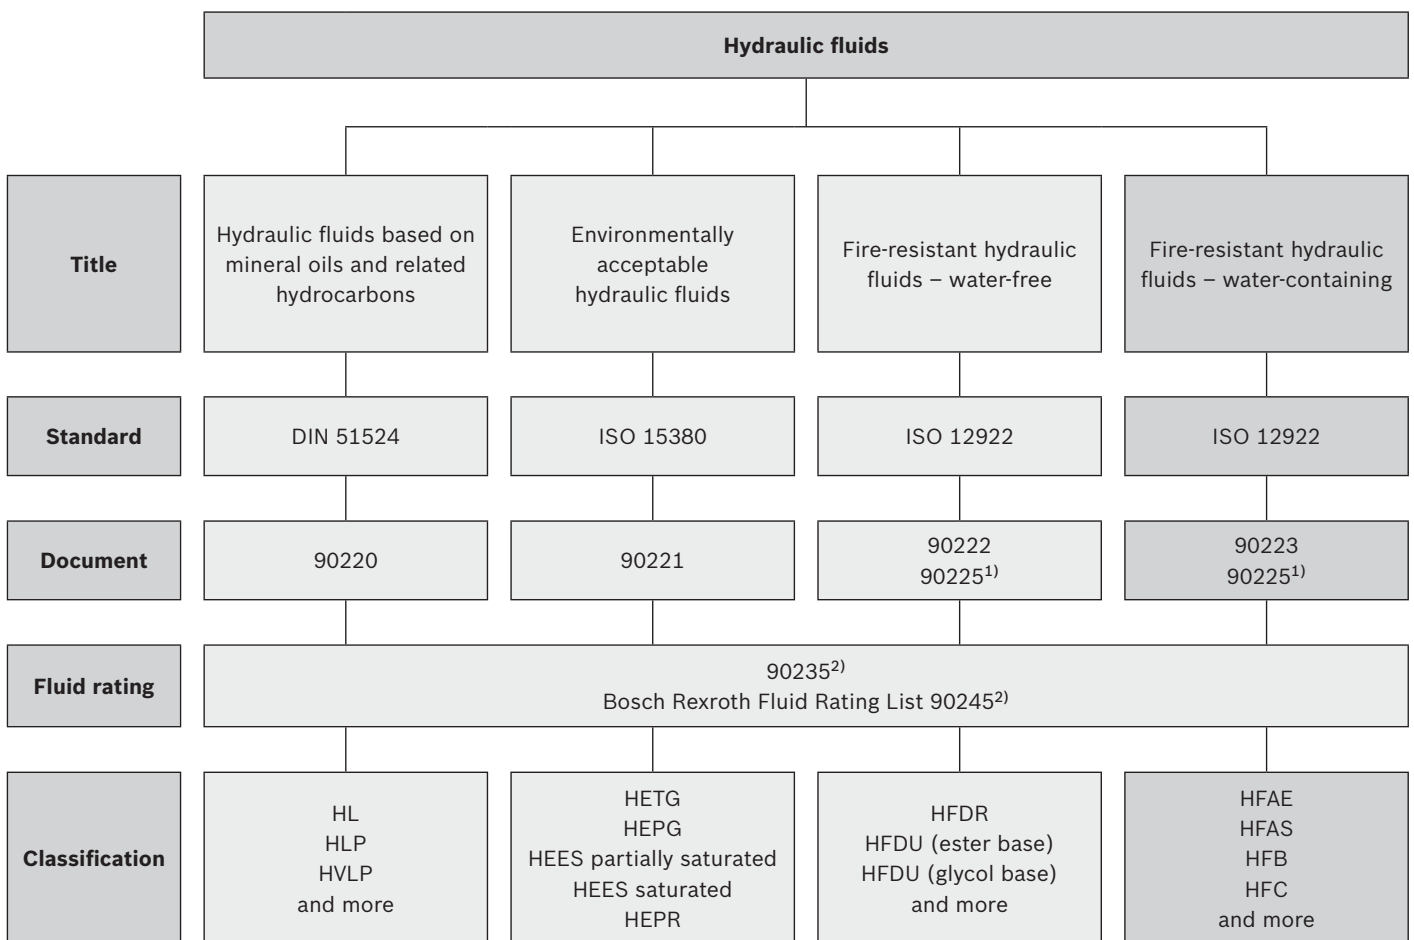 Hydraulic fluids
Title
Hydraulic fluids based on
mineral oils and related
hydrocarbons
Environmentally
acceptable
hydraulic fluids
Fire-resistant hydraulic
fluids – water-free
Fire-resistant hydraulic
fluids – water-containing
Standard
DIN 51524
ISO 15380
ISO 12922
ISO 12922
Document
90220
90221
90222
90225¹⁾
90223
90225¹⁾
Fluid rating
90235²⁾
Bosch Rexroth Fluid Rating List 90245²⁾
Classification
HL
HLP
HVLP
and more
HETG
HEPG
HEES partially saturated
HEES saturated
HEPR
HFDR
HFDU (ester base)
HFDU (glycol base)
and more
HFAE
HFAS
HFB
HFC
and more